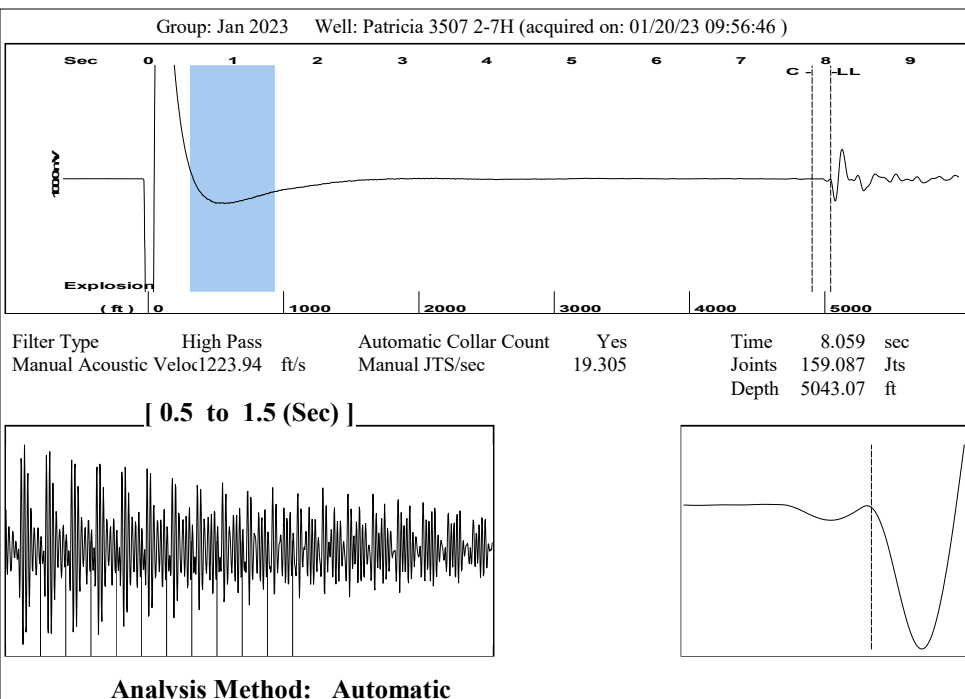 Group: Jan 2023 Well: Patricia 3507 2-7H (acquired on: 01/20/23 09:56:46 )
Sec 0 1 2 3 4 5 6 7 8 9
C - -LL
Explosion
( ft ) 0 1000 2000 3000 4000 5000
Filter Type High Pass Automatic Collar Count Yes Time 8.059 sec
Manual Acoustic Veloc1223.94 ft/s Manual JTS/sec 19.305 Joints 159.087 Jts
Depth 5043.07 ft
[ 0.5 to 1.5 (Sec) ]
Analysis Method: Automatic